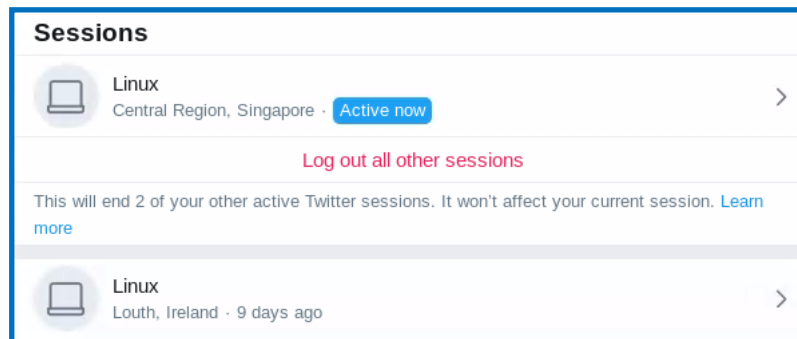 Sessions
Linux
Central Region, Singapore · Active now
Log out all other sessions
This will end 2 of your other active Twitter sessions. It won't affect your current session. Learn
more
Linux
Louth, Ireland · 9 days ago